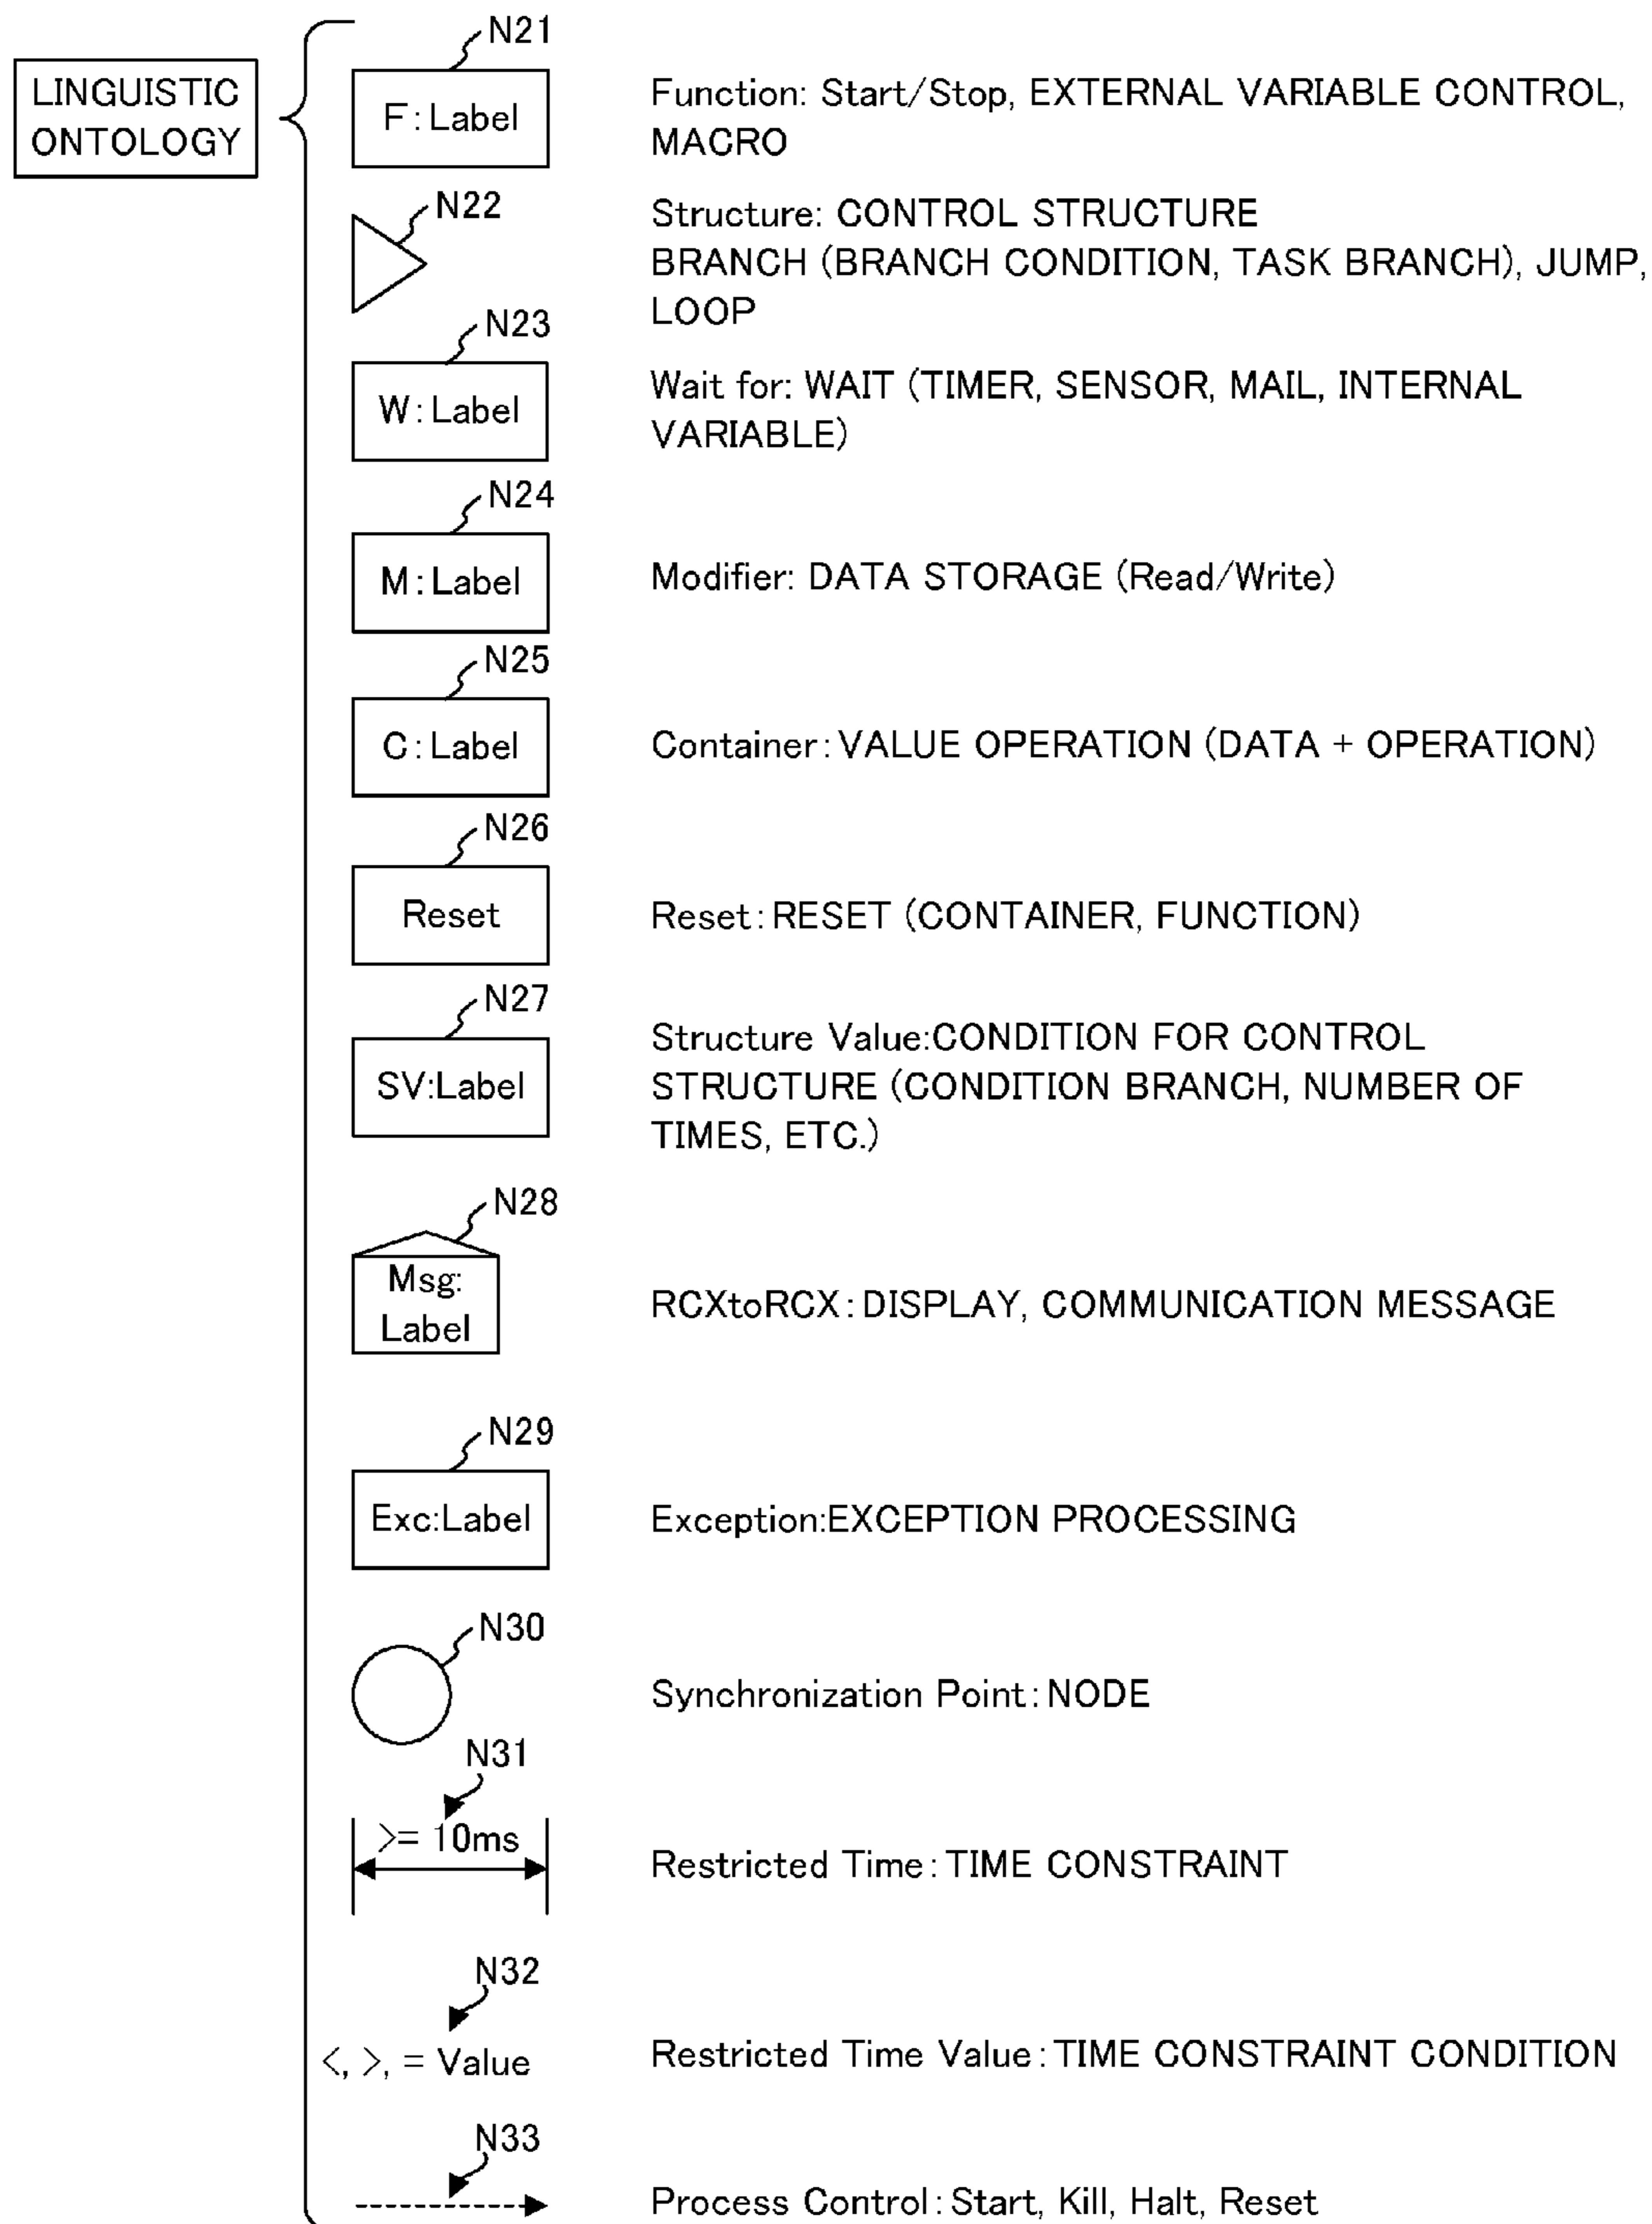 LINGUISTIC
ONTOLOGY
N21
F:Label
Function: Start/Stop, EXTERNAL VARIABLE CONTROL,
MACRO
N22
Structure: CONTROL STRUCTURE
BRANCH (BRANCH CONDITION, TASK BRANCH), JUMP,
LOOP
N23
W:Label
Wait for: WAIT (TIMER, SENSOR, MAIL, INTERNAL
VARIABLE)
N24
M:Label
Modifier: DATA STORAGE (Read/Write)
N25
C:Label
Container:VALUE OPERATION (DATA + OPERATION)
N26
Reset
Reset:RESET (CONTAINER, FUNCTION)
N27
SV:Label
Structure Value:CONDITION FOR CONTROL
STRUCTURE (CONDITION BRANCH, NUMBER OF
TIMES, ETC.)
N28
Msg:
Label
RCXtoRCX:DISPLAY, COMMUNICATION MESSAGE
N29
Exc:Label
Exception:EXCEPTION PROCESSING
N30
Synchronization Point:NODE
N31
>= 10ms
Restricted Time:TIME CONSTRAINT
N32
<, >, = Value
Restricted Time Value:TIME CONSTRAINT CONDITION
N33
Process Control:Start, Kill, Halt, Reset